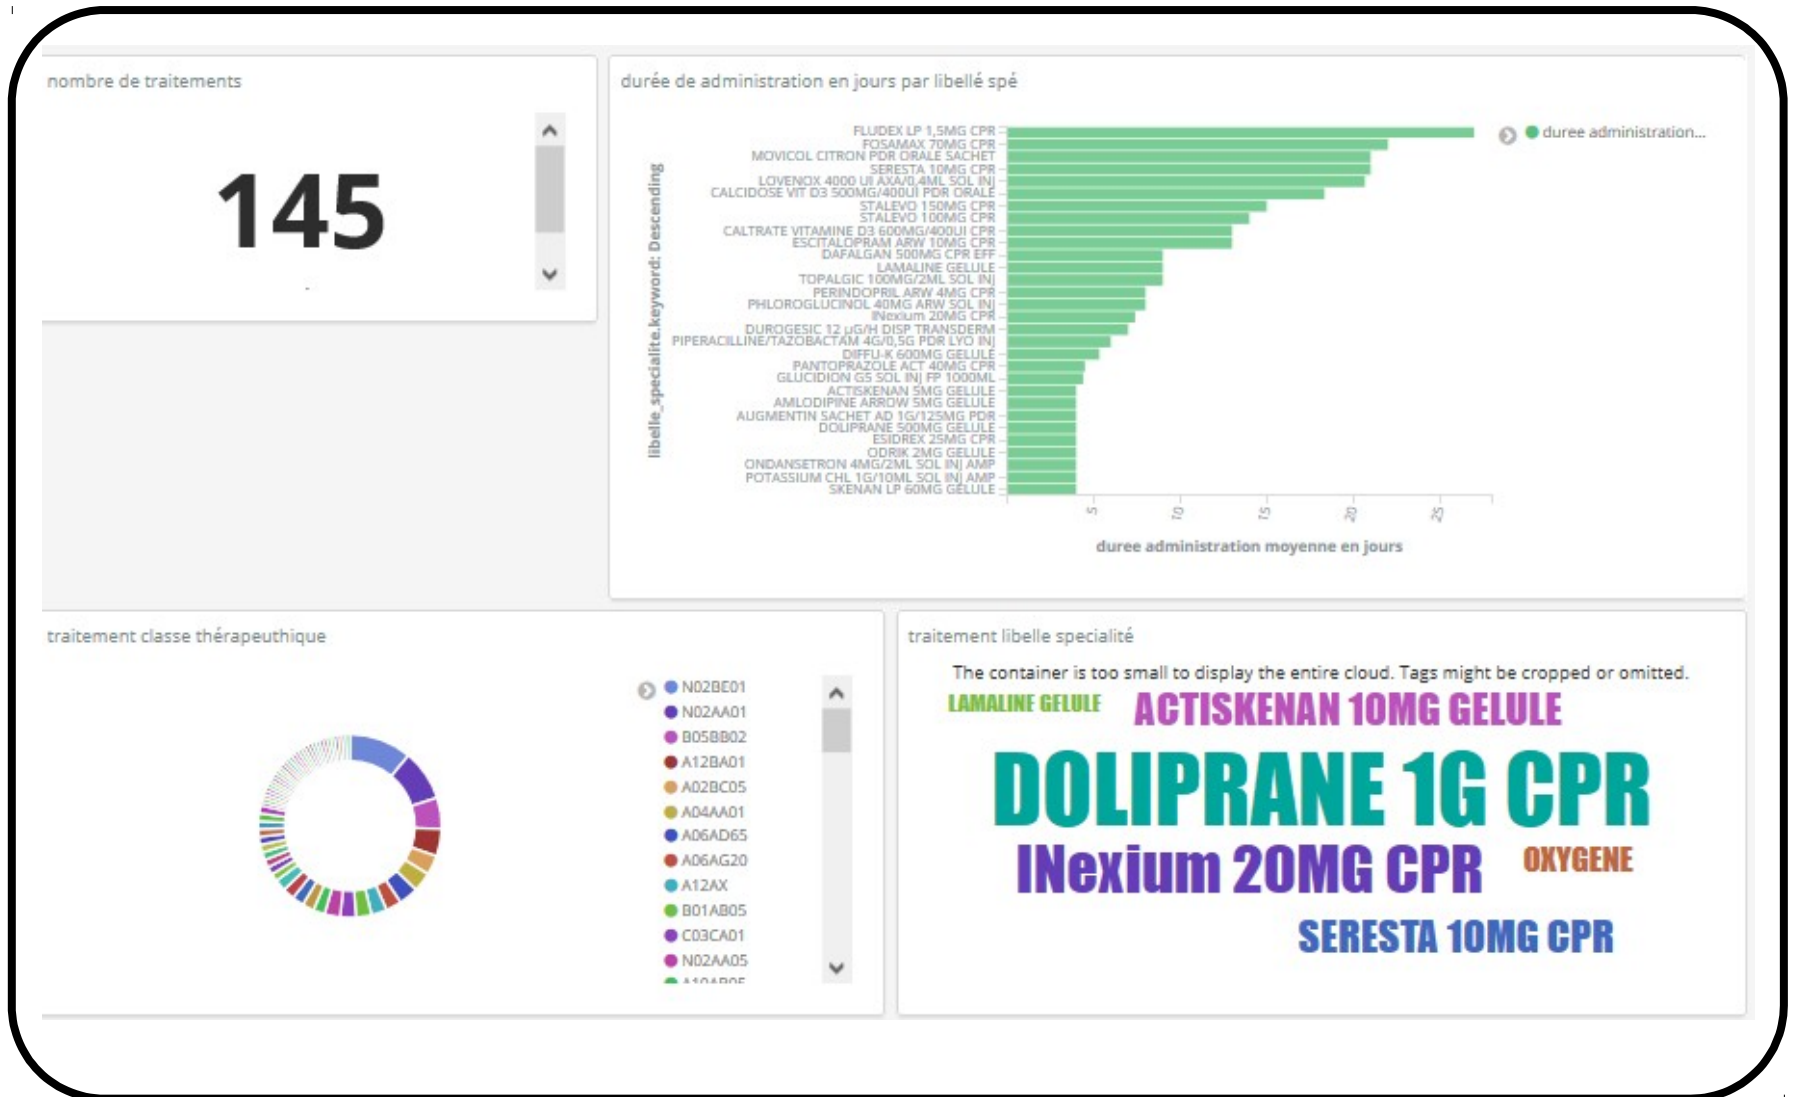 nombre de traitements
145
durée de administration en jours par libellé spé
libelle_specialite.keyword: Descending
FLUDEX LP 1,5MG CPR
FOSAMAX 70MG CPR
MOVICOL CITRON PDR ORALE SACHET
SERESTA 10MG CPR
LOVENOX 4000 UI AXA/0,4ML SOL INJ
CALCIDOSE VIT D3 500MG/400UI PDR ORALE
STALEVO 150MG CPR
STALEVO 100MG CPR
CALTRATE VITAMINE D3 600MG/400UI CPR
ESCITALOPRAM ARW 10MG CPR
DAFALGAN 500MG CPR EFF
LAMALINE GELULE
TOPALGIC 100MG/2ML SOL INJ
PERINDOPRIL ARW 4MG CPR
PHLOROGLUCINOL 40MG ARW SOL INJ
INexium 20MG CPR
DUROGESIC 12 µG/H DISP TRANSDERM
PIPERACILLINE/TAZOBACTAM 4G/0,5G PDR LYO INJ
DIFFU-K 600MG GELULE
PANTOPRAZOLE ACT 40MG CPR
GLUCIDION G5 SOL INJ FP 1000ML
ACTISKENAN 5MG GELULE
AMLODIPINE ARROW 5MG GELULE
AUGMENTIN SACHET AD 1G/125MG PDR
DOLIPRANE 500MG GELULE
ESIDREX 25MG CPR
ODRIK 2MG GELULE
ONDANSETRON 4MG/2ML SOL INJ AMP
POTASSIUM CHL 1G/10ML SOL INJ AMP
SKENAN LP 60MG GELULE
5 10 15 20 25
duree administration moyenne en jours
duree administration...
traitement classe thérapeuthique
N02BE01
N02AA01
B05BB02
A12BA01
A02BC05
A04AA01
A06AD65
A06AG20
A12AX
B01AB05
C03CA01
N02AA05
traitement libelle specialité
The container is too small to display the entire cloud. Tags might be cropped or omitted.
LAMALINE GELULE
ACTISKENAN 10MG GELULE
DOLIPRANE 1G CPR
INexium 20MG CPR
OXYGENE
SERESTA 10MG CPR